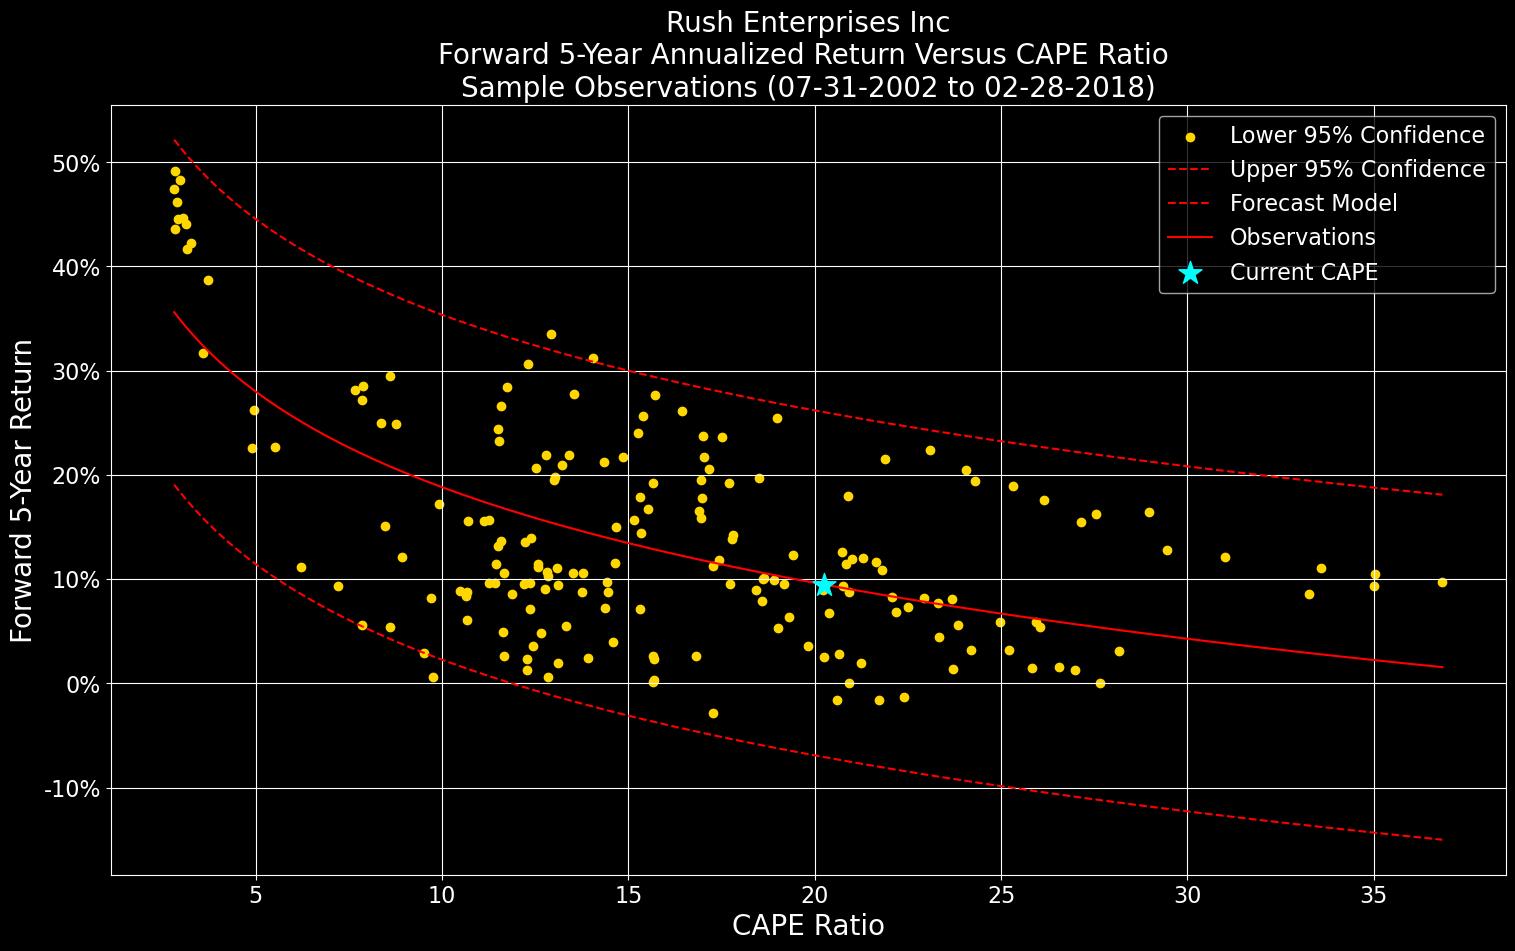 Rush Enterprises Inc
Forward 5-Year Annualized Return Versus CAPE Ratio
Sample Observations (07-31-2002 to 02-28-2018)
Lower 95% Confidence
Upper 95% Confidence
Forecast Model
Observations
Current CAPE
Forward 5-Year Return
50%
40%
30%
20%
10%
0%
-10%
5 10 15 20 25 30 35
CAPE Ratio